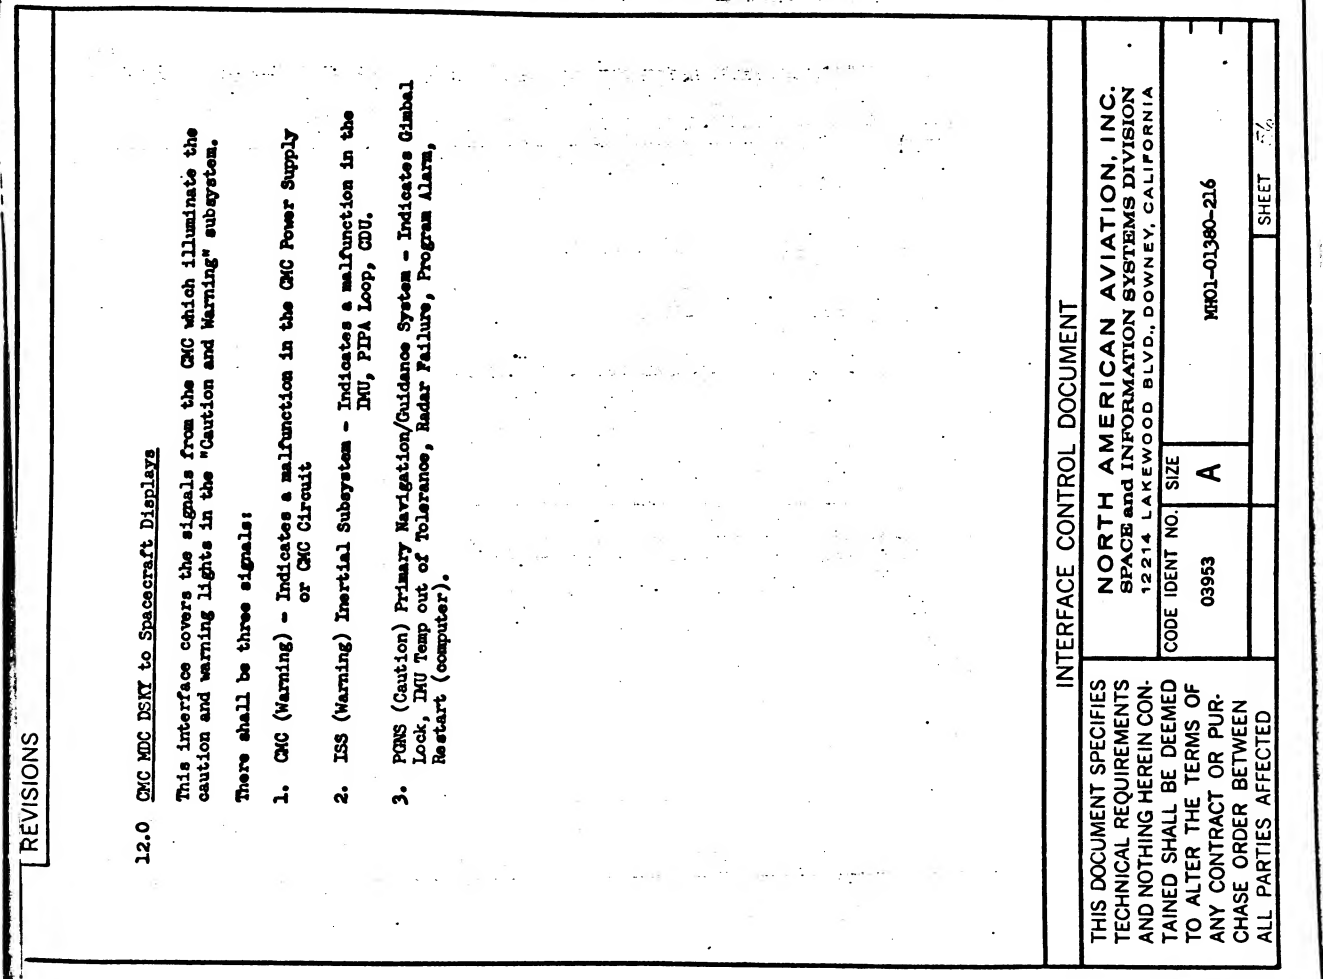 REVISIONS
12.0 CMC MDC DSKY to Spacecraft Displays
This interface covers the signals from the CMC which illuminate the
caution and warning lights in the "Caution and Warning" subsystem.
There shall be three signals:
1. CMC (Warning) - Indicates a malfunction in the CMC Power Supply
or CMC Circuit
2. ISS (Warning) Inertial Subsystem - Indicates a malfunction in the
IMU, PIPA Loop, CDU.
3. PGNS (Caution) Primary Navigation/Guidance System - Indicates Gimbal
Lock, IMU Temp out of Tolerance, Radar Failure, Program Alarm,
Restart (computer).
INTERFACE CONTROL DOCUMENT
THIS DOCUMENT SPECIFIES
TECHNICAL REQUIREMENTS
AND NOTHING HEREIN CON-
TAINED SHALL BE DEEMED
TO ALTER THE TERMS OF
ANY CONTRACT OR PUR-
CHASE ORDER BETWEEN
ALL PARTIES AFFECTED
NORTH AMERICAN AVIATION, INC.
SPACE and INFORMATION SYSTEMS DIVISION
12214 LAKEWOOD BLVD., DOWNEY, CALIFORNIA
CODE IDENT NO.
03953
SIZE
A
MH01-01380-216
SHEET